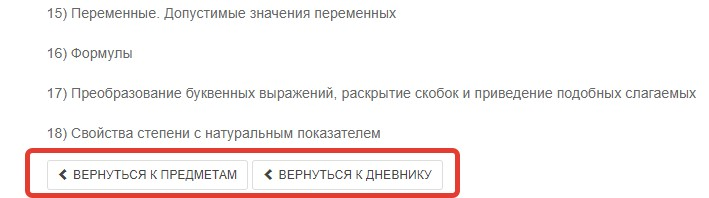 15) Переменные. Допустимые значения переменных
16) Формулы
17) Преобразование буквенных выражений, раскрытие скобок и приведение подобных слагаемых
18) Свойства степени с натуральным показателем
ВЕРНУТЬСЯ К ПРЕДМЕТАМ ВЕРНУТЬСЯ К ДНЕВНИКУ